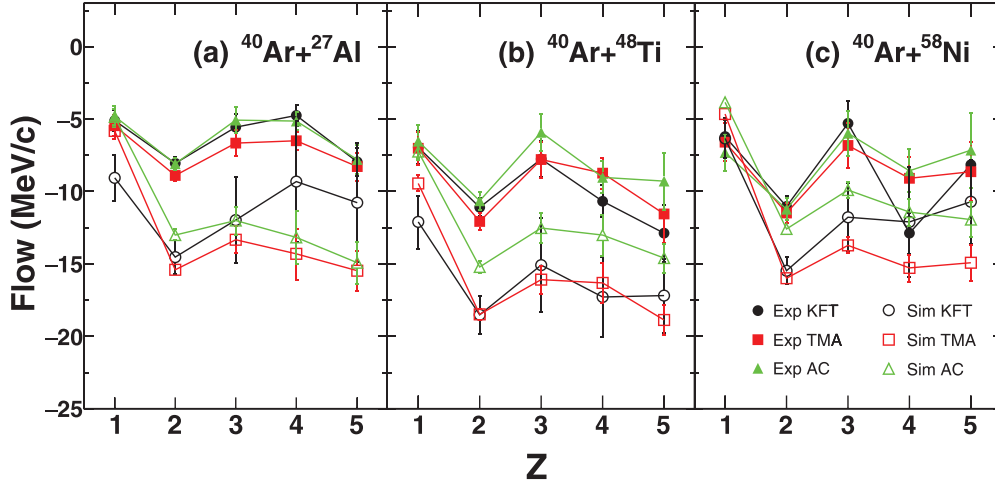 (a) ⁴⁰Ar+²⁷Al
(b) ⁴⁰Ar+⁴⁸Ti
(c) ⁴⁰Ar+⁵⁸Ni
Flow (MeV/c)
0
−5
−10
−15
−20
−25
Exp KFT
Sim KFT
Exp TMA
Sim TMA
Exp AC
Sim AC
1 2 3 4 5
1 2 3 4 5
1 2 3 4 5
Z